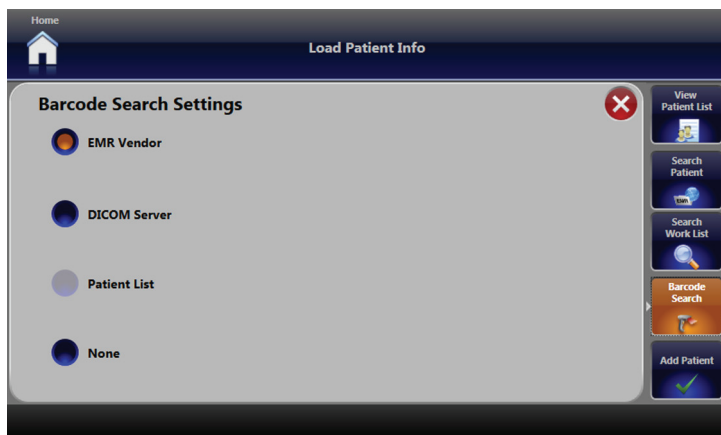 Home
Load Patient Info
Barcode Search Settings
EMR Vendor
DICOM Server
Patient List
None
View
Patient List
Search
Patient
EMR
Search
Work List
Barcode
Search
Add Patient